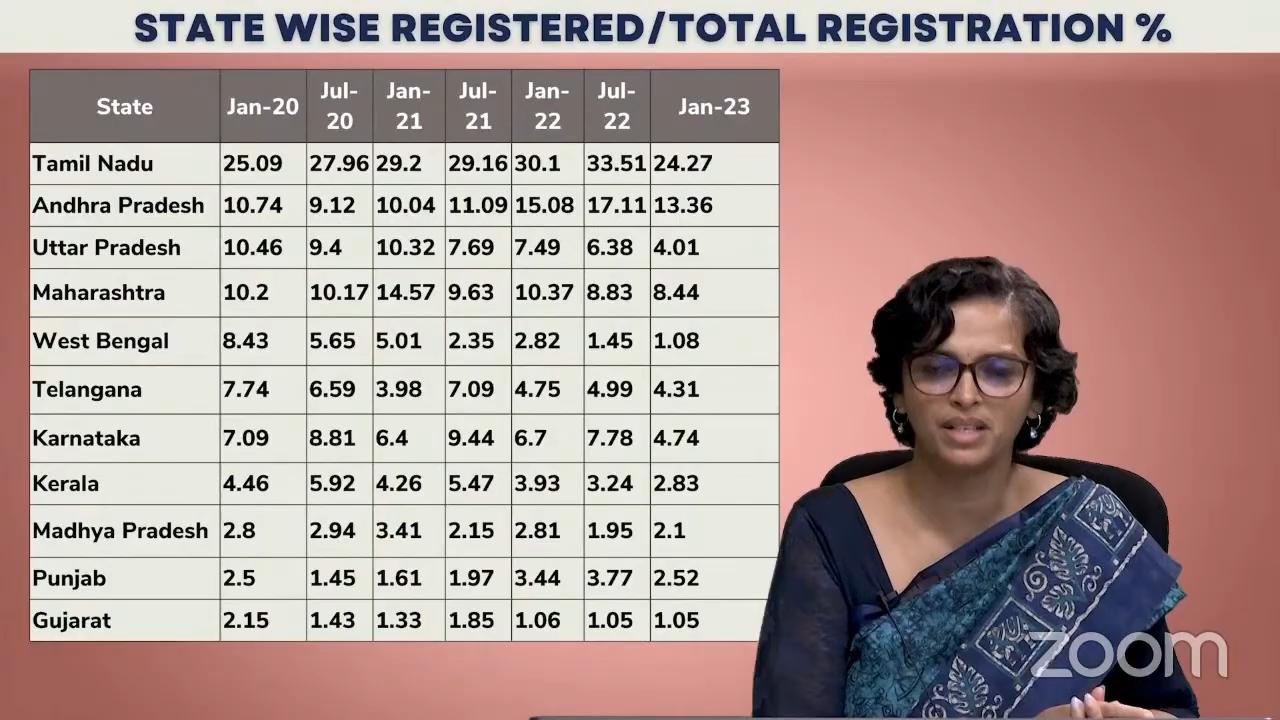 STATE WISE REGISTERED/TOTAL REGISTRATION %
State Jan-20 Jul-20 Jan-21 Jul-21 Jan-22 Jul-22 Jan-23
Tamil Nadu 25.09 27.96 29.2 29.16 30.1 33.51 24.27
Andhra Pradesh 10.74 9.12 10.04 11.09 15.08 17.11 13.36
Uttar Pradesh 10.46 9.4 10.32 7.69 7.49 6.38 4.01
Maharashtra 10.2 10.17 14.57 9.63 10.37 8.83 8.44
West Bengal 8.43 5.65 5.01 2.35 2.82 1.45 1.08
Telangana 7.74 6.59 3.98 7.09 4.75 4.99 4.31
Karnataka 7.09 8.81 6.4 9.44 6.7 7.78 4.74
Kerala 4.46 5.92 4.26 5.47 3.93 3.24 2.83
Madhya Pradesh 2.8 2.94 3.41 2.15 2.81 1.95 2.1
Punjab 2.5 1.45 1.61 1.97 3.44 3.77 2.52
Gujarat 2.15 1.43 1.33 1.85 1.06 1.05 1.05
zoom